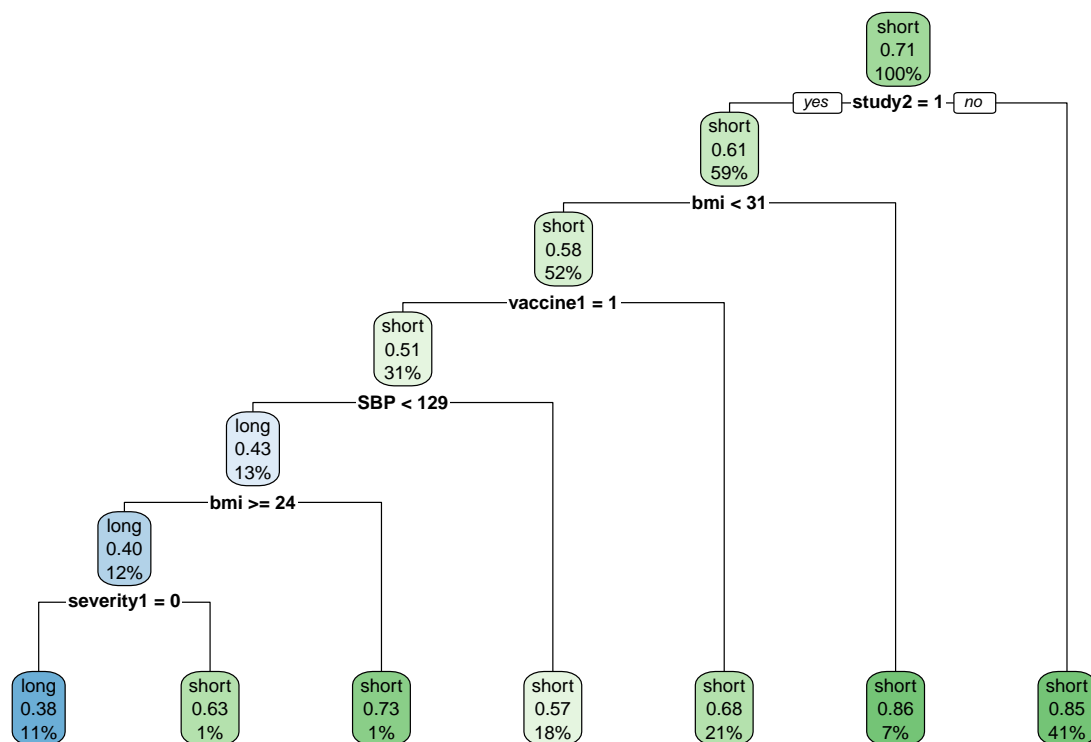 short
0.71
100%
yes study2 = 1 no
short
0.61
59%
bmi < 31
short
0.58
52%
vaccine1 = 1
short
0.51
31%
SBP < 129
long
0.43
13%
bmi >= 24
long
0.40
12%
severity1 = 0
long
0.38
11%
short
0.63
1%
short
0.73
1%
short
0.57
18%
short
0.68
21%
short
0.86
7%
short
0.85
41%